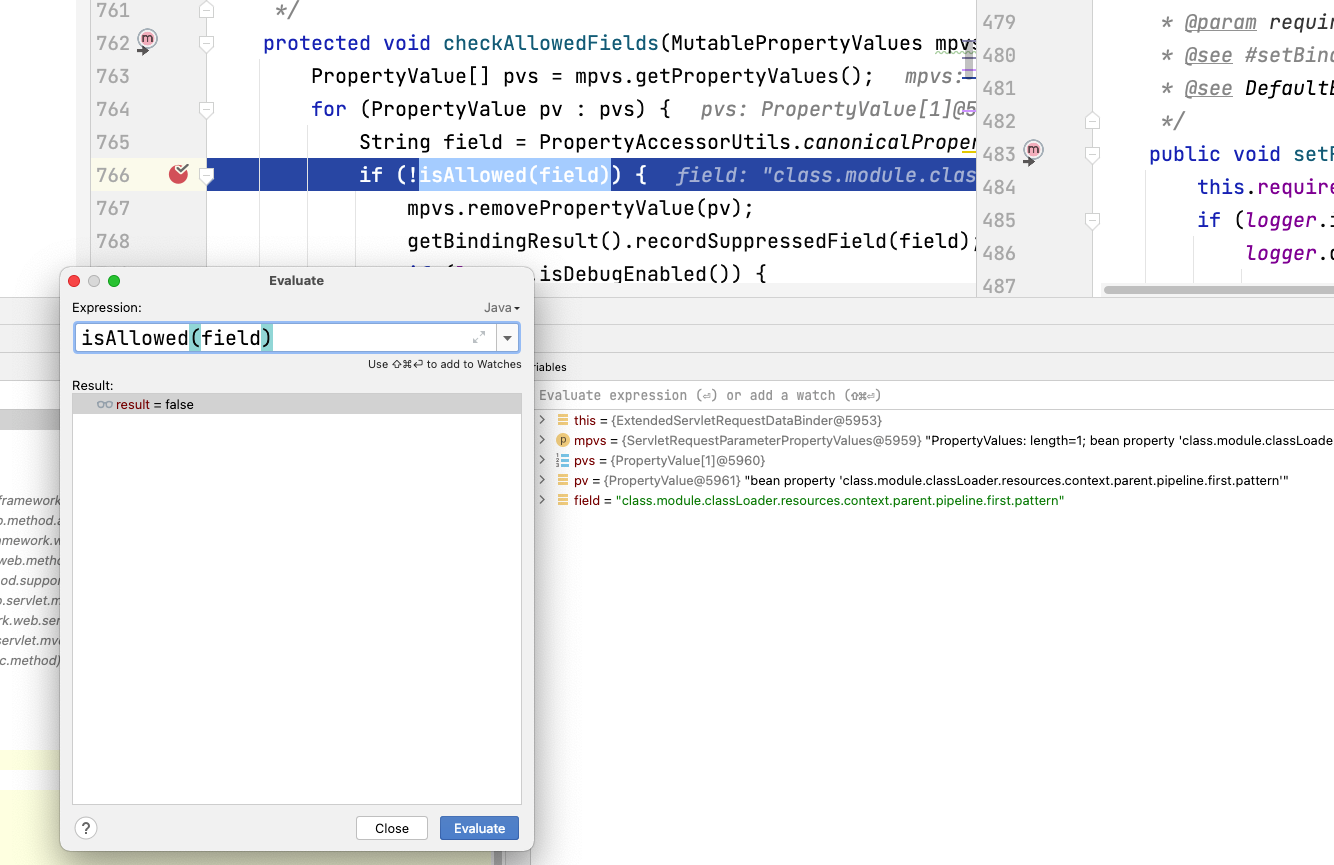 761 */
762 protected void checkAllowedFields(MutablePropertyValues mpvs
763 PropertyValue[] pvs = mpvs.getPropertyValues(); mpvs:
764 for (PropertyValue pv : pvs) { pvs: PropertyValue[1]@5
765 String field = PropertyAccessorUtils.canonicalProper
766 if (!isAllowed(field)) { field: "class.module.clas
767 mpvs.removePropertyValue(pv);
768 getBindingResult().recordSuppressedField(field);
.isDebugEnabled()) {
479 * @param requir
480 * @see #setBind
481 * @see DefaultB
482 */
483 public void setR
484 this.require
485 if (logger.i
486 logger.d
487
Evaluate
Expression:
Java
isAllowed(field)
Use ⇧⌘⏎ to add to Watches
Result:
result = false
?
Close
Evaluate
riables
Evaluate expression (⏎) or add a watch (⇧⌘⏎)
this = {ExtendedServletRequestDataBinder@5953}
mpvs = {ServletRequestParameterPropertyValues@5959} "PropertyValues: length=1; bean property 'class.module.classLoader
pvs = {PropertyValue[1]@5960}
pv = {PropertyValue@5961} "bean property 'class.module.classLoader.resources.context.parent.pipeline.first.pattern'"
field = "class.module.classLoader.resources.context.parent.pipeline.first.pattern"
framework.
.method.a
mework.w
web.metho
od.suppor
.servlet.m
rk.web.ser
servlet.mvc
c.method)